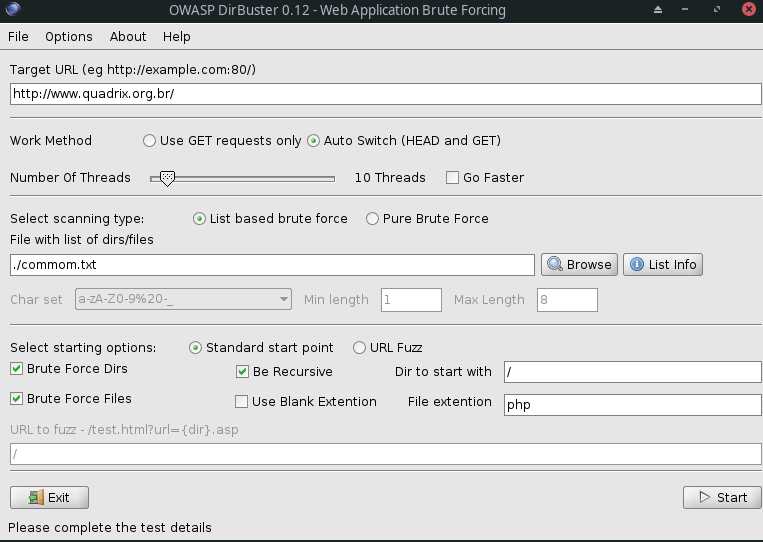 OWASP DirBuster 0.12 - Web Application Brute Forcing
File Options About Help
Target URL (eg http://example.com:80/)
http://www.quadrix.org.br/
Work Method Use GET requests only Auto Switch (HEAD and GET)
Number Of Threads 10 Threads Go Faster
Select scanning type: List based brute force Pure Brute Force
File with list of dirs/files
./commom.txt Browse List Info
Char set a-zA-Z0-9%20-_ Min length 1 Max Length 8
Select starting options: Standard start point URL Fuzz
Brute Force Dirs Be Recursive Dir to start with /
Brute Force Files Use Blank Extention File extention php
URL to fuzz - /test.html?url={dir}.asp
/
Exit Start
Please complete the test details